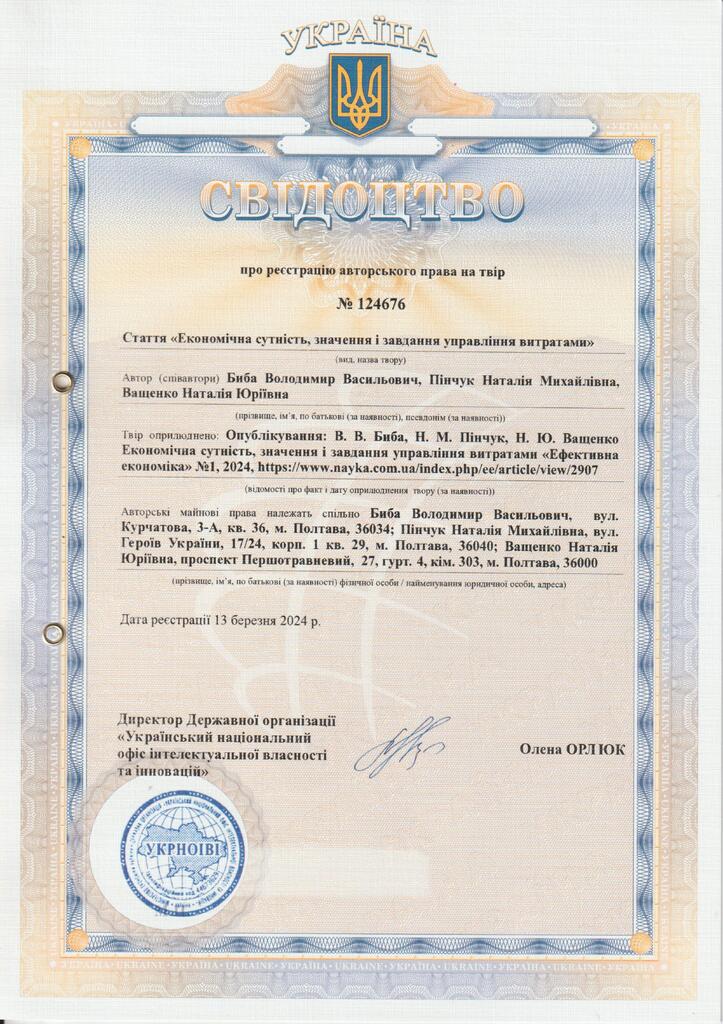 УКРАЇНА
СВІДОЦТВО
про реєстрацію авторського права на твір
№ 124676
Стаття «Економічна сутність, значення і завдання управління витратами»
(вид, назва твору)
Автор (співавтори) Биба Володимир Васильович, Пінчук Наталія Михайлівна,
Ващенко Наталія Юріївна
(прізвище, ім’я, по батькові (за наявності), псевдонім (за наявності))
Твір оприлюднено: Опублікування: В. В. Биба, Н. М. Пінчук, Н. Ю. Ващенко
Економічна сутність, значення і завдання управління витратами «Ефективна
економіка» №1, 2024, https://www.nayka.com.ua/index.php/ee/article/view/2907
(відомості про факт і дату оприлюднення твору (за наявності))
Авторські майнові права належать спільно Биба Володимир Васильович, вул.
Курчатова, 3-А, кв. 36, м. Полтава, 36034; Пінчук Наталія Михайлівна, вул.
Героїв України, 17/24, корп. 1 кв. 29, м. Полтава, 36040; Ващенко Наталія
Юріївна, проспект Першотравневий, 27, гурт. 4, кім. 303, м. Полтава, 36000
(прізвище, ім’я, по батькові (за наявності) фізичної особи / найменування юридичної особи, адреса)
Дата реєстрації 13 березня 2024 р.
Директор Державної організації
«Український національний
офіс інтелектуальної власності
та інновацій»
Олена ОРЛЮК
УКРНОІВІ